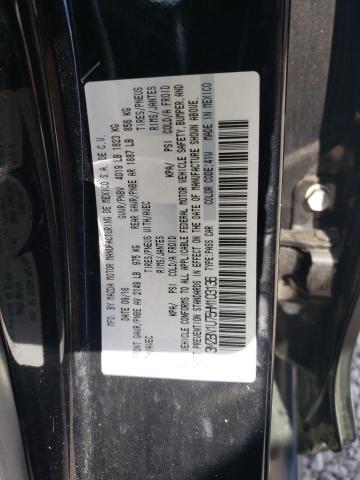 MFD. BY MAZDA MOTOR MANUFACTURING DE MEXICO S.A. DE C.V.
DATE 09/16 GVWR/PNBV 4019 LB 1823 KG
FRONT GAWR/PNBE AV 2149 LB 975 KG REAR GAWR/PNBE AR 1887 LB 856 KG
WITH/AVEC TIRES/PNEUS WITH/AVEC TIRES/PNEUS
RIMS/JANTES RIMS/JANTES
KPA/ PSI COLD/A FROID KPA/ PSI COLD/A FROID
THIS VEHICLE CONFORMS TO ALL APPLICABLE FEDERAL MOTOR VEHICLE SAFETY, BUMPER, AND
THEFT PREVENTION STANDARDS IN EFFECT ON THE DATE OF MANUFACTURE SHOWN ABOVE.
TYPE: PASS CAR COLOR CODE: 41W
MADE IN MEXICO